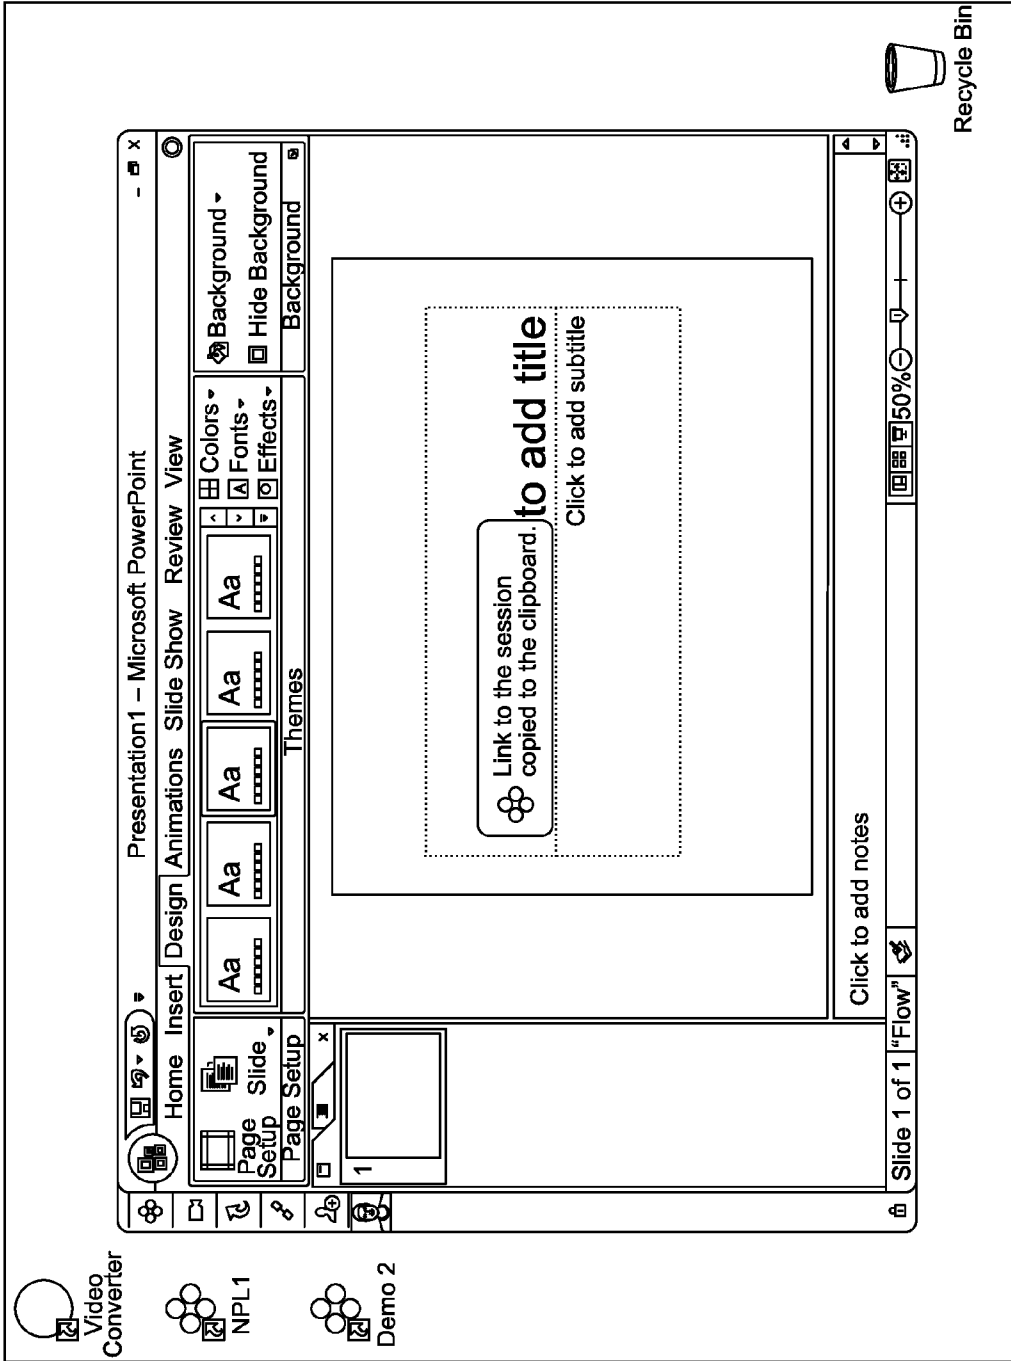 Video
Converter
NPL1
Demo 2
Recycle Bin
Presentation1 – Microsoft PowerPoint
Home Insert Design Animations Slide Show Review View
Page
Setup
Slide
Page Setup
Aa Aa Aa Aa Aa
Themes
Colors
A Fonts
Effects
Background
Hide Background
Background
1
Link to the session
copied to the clipboard.
to add title
Click to add subtitle
Click to add notes
Slide 1 of 1 "Flow" 50%